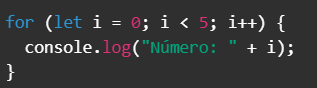 for (let i = 0; i < 5; i++) {
  console.log("Número: " + i);
}